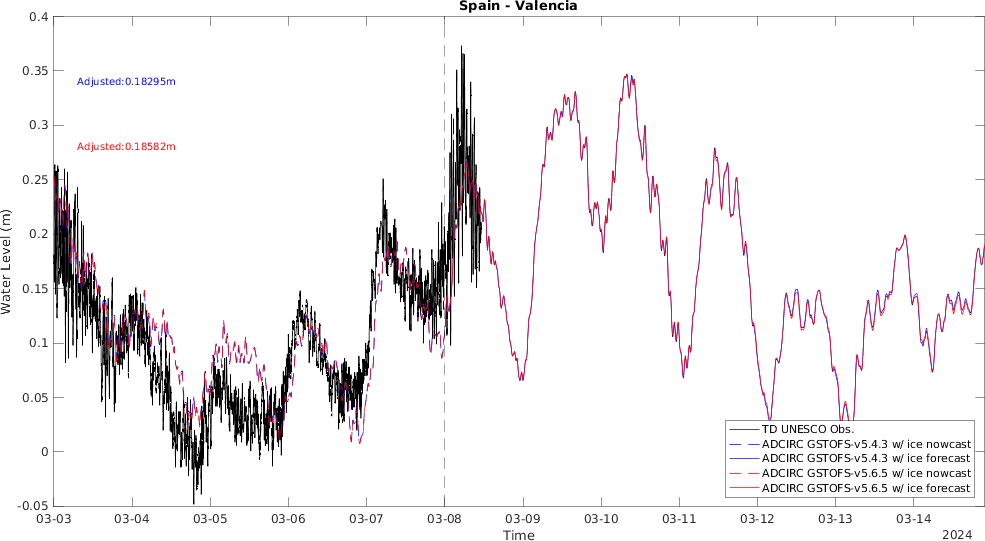 Spain - Valencia
0.4
0.35
0.3
0.25
0.2
0.15
0.1
0.05
0
-0.05
Water Level (m)
Adjusted:0.18295m
Adjusted:0.18582m
TD UNESCO Obs.
ADCIRC GSTOFS-v5.4.3 w/ ice nowcast
ADCIRC GSTOFS-v5.4.3 w/ ice forecast
ADCIRC GSTOFS-v5.6.5 w/ ice nowcast
ADCIRC GSTOFS-v5.6.5 w/ ice forecast
03-03 03-04 03-05 03-06 03-07 03-08 03-09 03-10 03-11 03-12 03-13 03-14
Time
2024